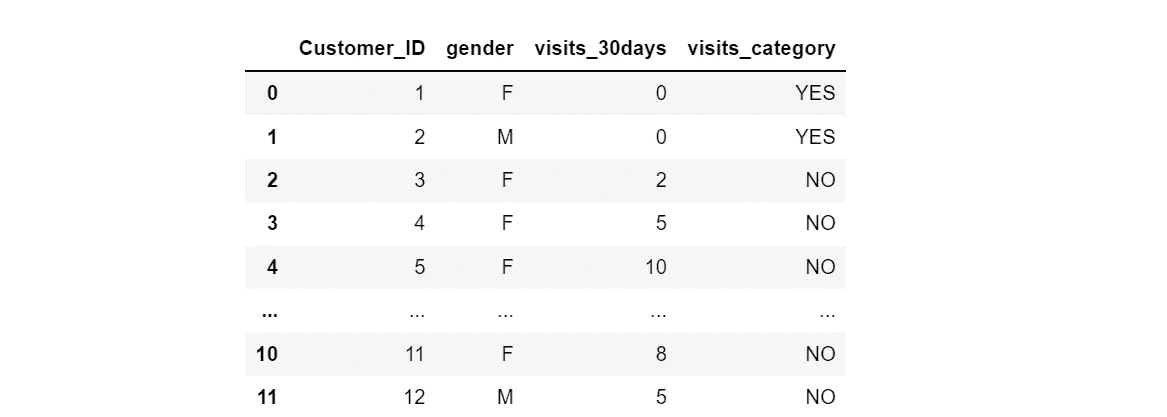 Customer_ID gender visits_30days visits_category
0 1 F 0 YES
1 2 M 0 YES
2 3 F 2 NO
3 4 F 5 NO
4 5 F 10 NO
... ... ... ... ...
10 11 F 8 NO
11 12 M 5 NO